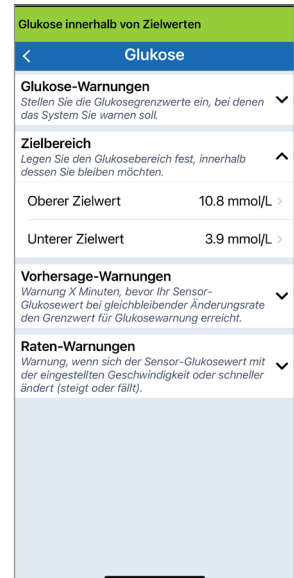 Glukose innerhalb von Zielwerten
Glukose
Glukose-Warnungen
Stellen Sie die Glukosegrenzwerte ein, bei denen
das System Sie warnen soll.
Zielbereich
Legen Sie den Glukosebereich fest, innerhalb
dessen Sie bleiben möchten.
Oberer Zielwert 10.8 mmol/L
Unterer Zielwert 3.9 mmol/L
Vorhersage-Warnungen
Warnung X Minuten, bevor Ihr Sensor-
Glukosewert bei gleichbleibender Änderungsrate
den Grenzwert für Glukosewarnung erreicht.
Raten-Warnungen
Warnung, wenn sich der Sensor-Glukosewert mit
der eingestellten Geschwindigkeit oder schneller
ändert (steigt oder fällt).